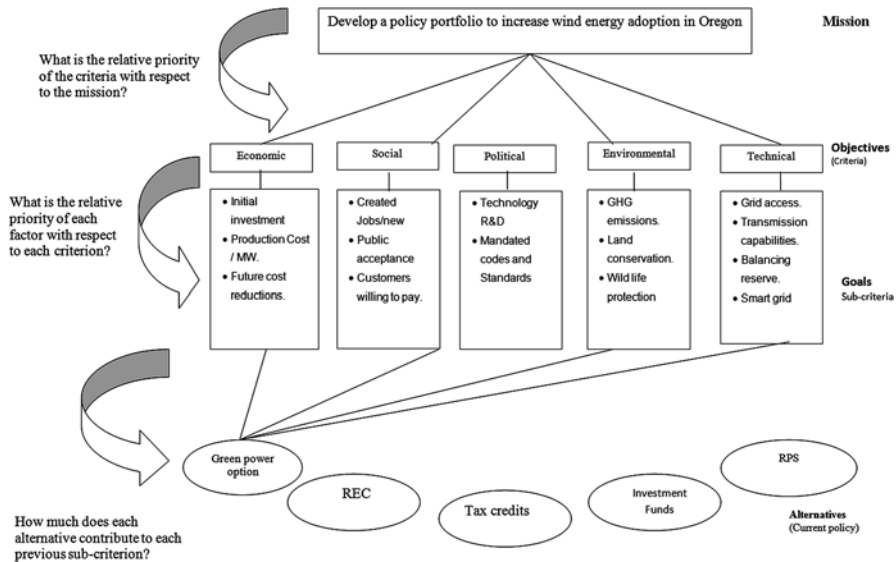 Develop a policy portfolio to increase wind energy adoption in Oregon
Mission
What is the relative priority
of the criteria with respect
to the mission?
Economic
Social
Political
Environmental
Technical
Objectives
(Criteria)
What is the relative
priority of each
factor with respect
to each criterion?
• Initial
investment
• Production Cost
/ MW.
• Future cost
reductions.
• Created
Jobs/new
• Public
acceptance
• Customers
willing to pay.
• Technology
R&D
• Mandated
codes and
Standards
• GHG
emissions.
• Land
conservation.
• Wild life
protection
• Grid access.
• Transmission
capabilities.
• Balancing
reserve.
• Smart grid
Goals
Sub-criteria
Green power
option
REC
Tax credits
Investment
Funds
RPS
Alternatives
(Current policy)
How much does each
alternative contribute to each
previous sub-criterion?